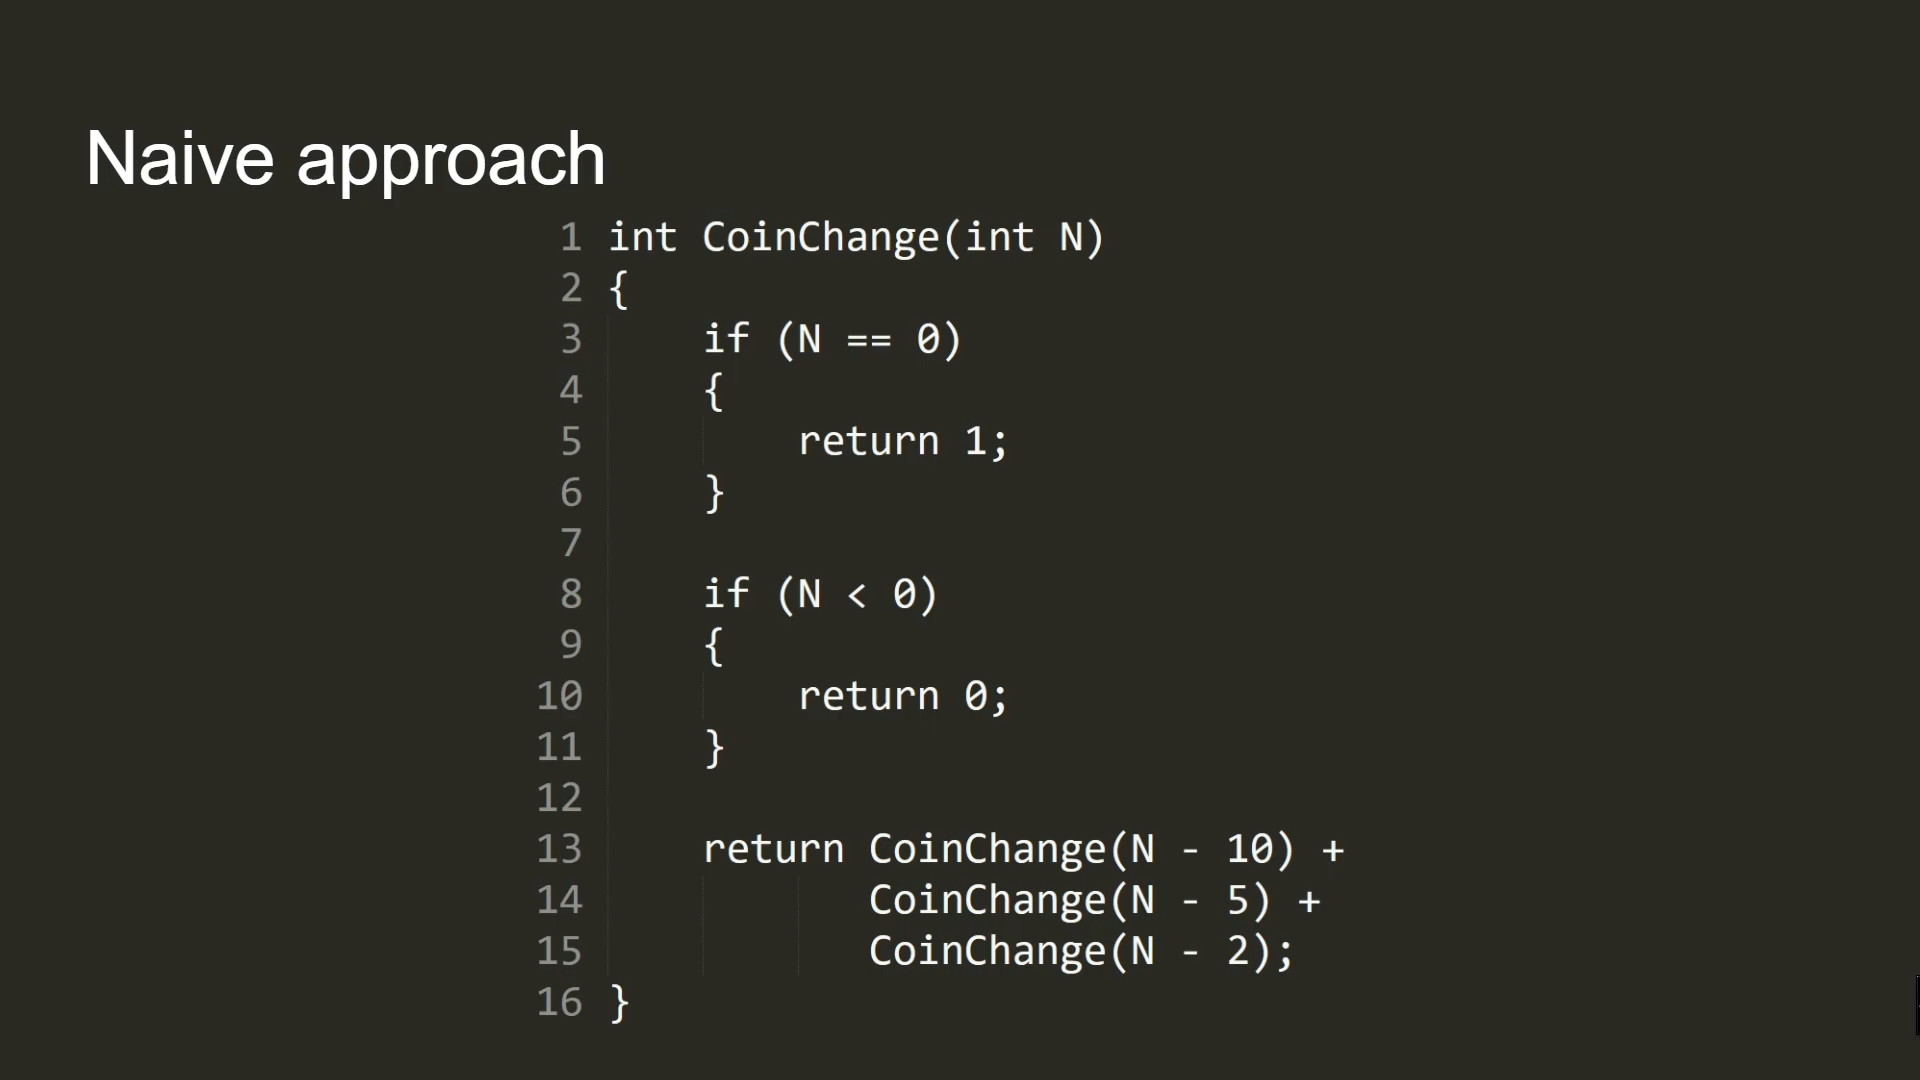 Naive approach
1 int CoinChange(int N)
2 {
3     if (N == 0)
4     {
5         return 1;
6     }
7
8     if (N < 0)
9     {
10         return 0;
11     }
12
13     return CoinChange(N - 10) +
14            CoinChange(N - 5) +
15            CoinChange(N - 2);
16 }